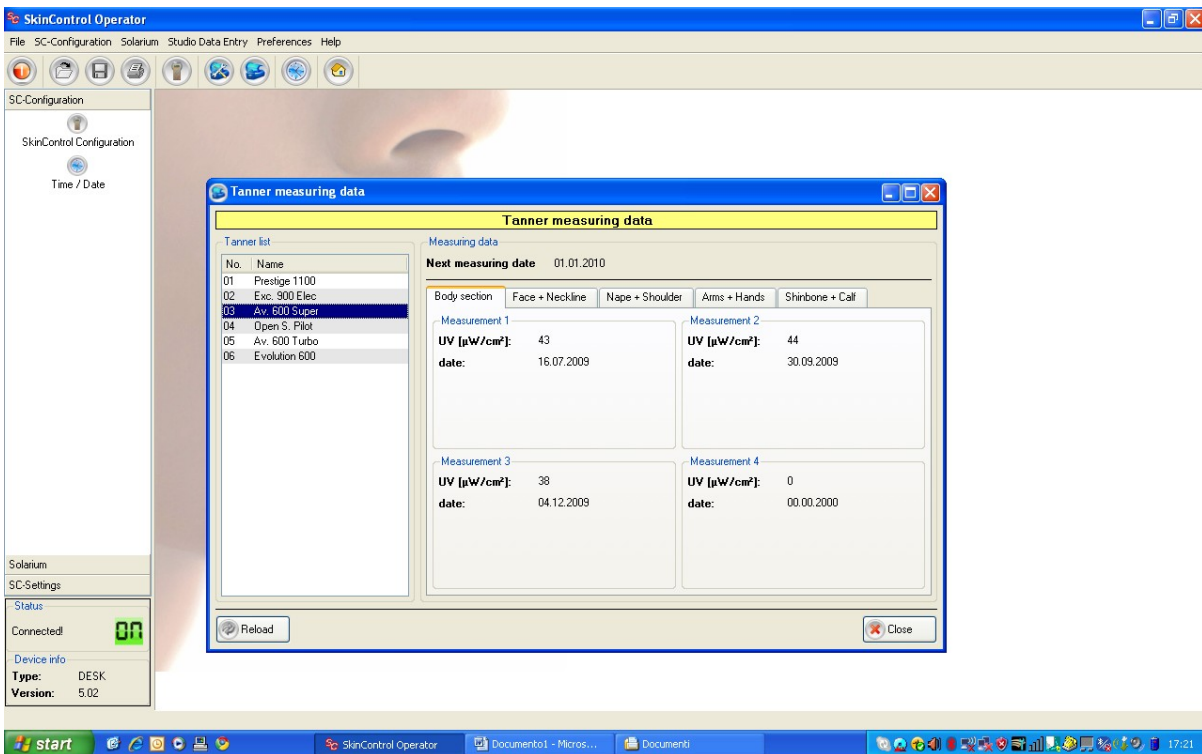 SkinControl Operator
File SC-Configuration Solarium Studio Data Entry Preferences Help
SC-Configuration
SkinControl Configuration
Time / Date
Solarium
SC-Settings
Status
Connected!
ON
Device info
Type: DESK
Version: 5.02
Tanner measuring data
Tanner measuring data
Tanner list
No. Name
01 Prestige 1100
02 Exc. 900 Elec
03 Av. 600 Super
04 Open S. Pilot
05 Av. 600 Turbo
06 Evolution 600
Measuring data
Next measuring date 01.01.2010
Body section Face + Neckline Nape + Shoulder Arms + Hands Shinbone + Calf
Measurement 1
UV [µW/cm²]: 43
date: 16.07.2009
Measurement 2
UV [µW/cm²]: 44
date: 30.09.2009
Measurement 3
UV [µW/cm²]: 38
date: 04.12.2009
Measurement 4
UV [µW/cm²]: 0
date: 00.00.2000
Reload
Close
start SkinControl Operator Documento1 - Micros... Documenti 17:21